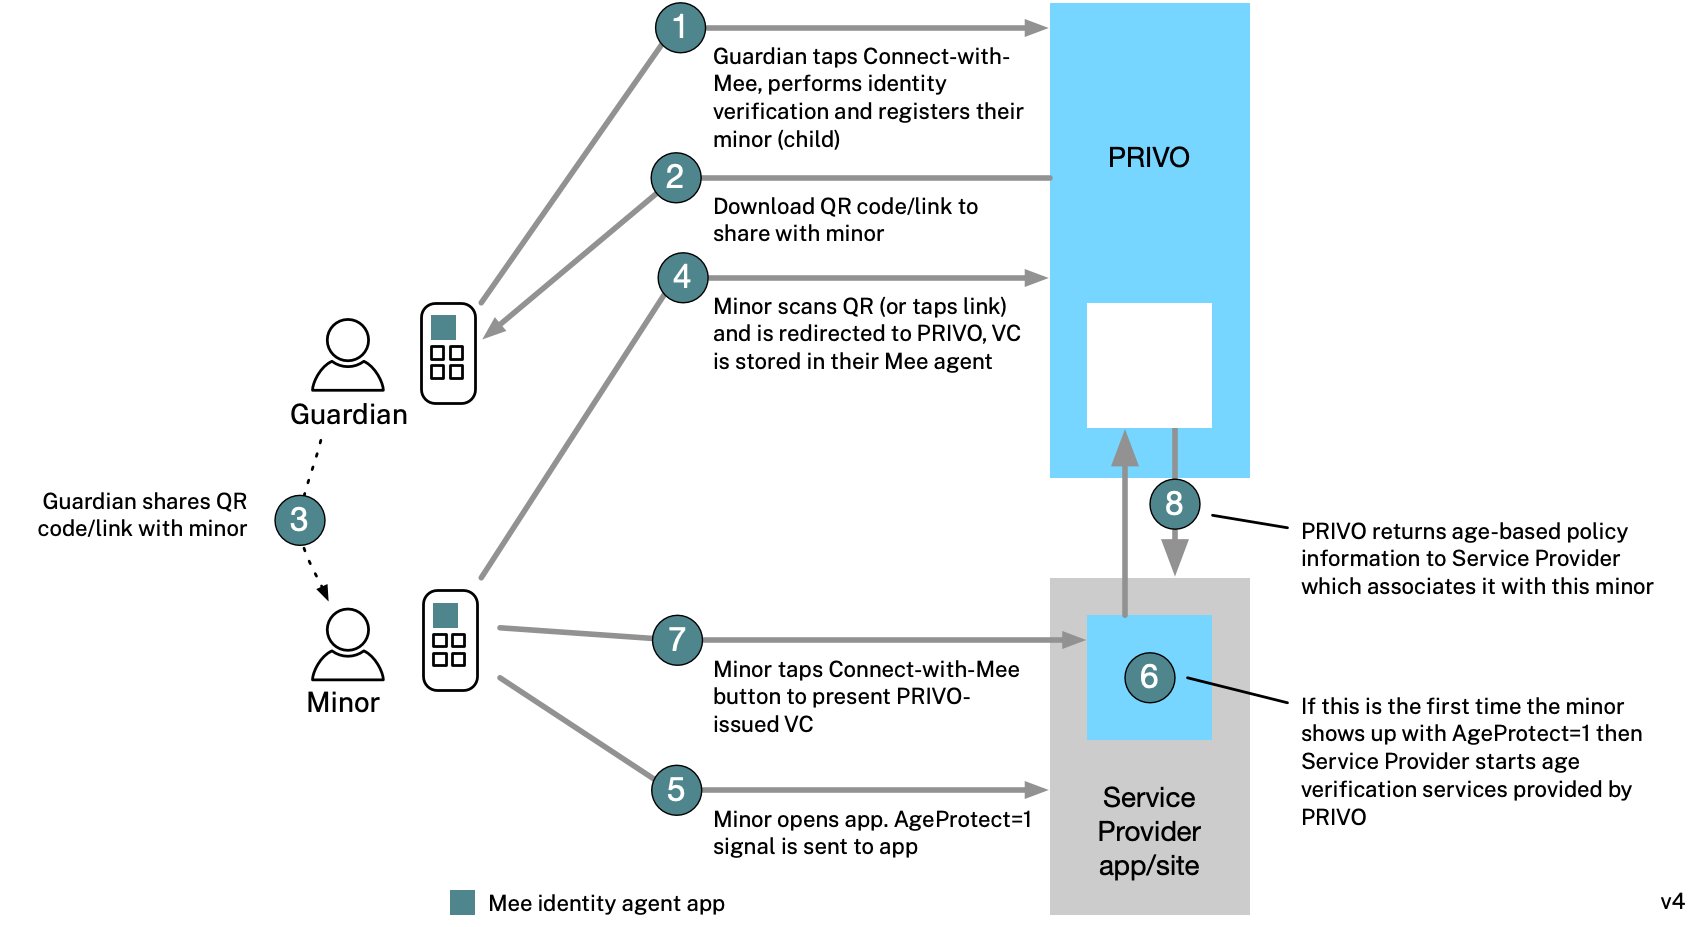 1
Guardian taps Connect-with-
Mee, performs identity
verification and registers their
minor (child)
PRIVO
2
Download QR code/link to
share with minor
4
Minor scans QR (or taps link)
and is redirected to PRIVO, VC
is stored in their Mee agent
Guardian
Guardian shares QR
code/link with minor
3
8
PRIVO returns age-based policy
information to Service Provider
which associates it with this minor
Minor
7
Minor taps Connect-with-Mee
button to present PRIVO-
issued VC
6
If this is the first time the minor
shows up with AgeProtect=1 then
Service Provider starts age
verification services provided by
PRIVO
5
Minor opens app. AgeProtect=1
signal is sent to app
Service
Provider
app/site
Mee identity agent app
v4